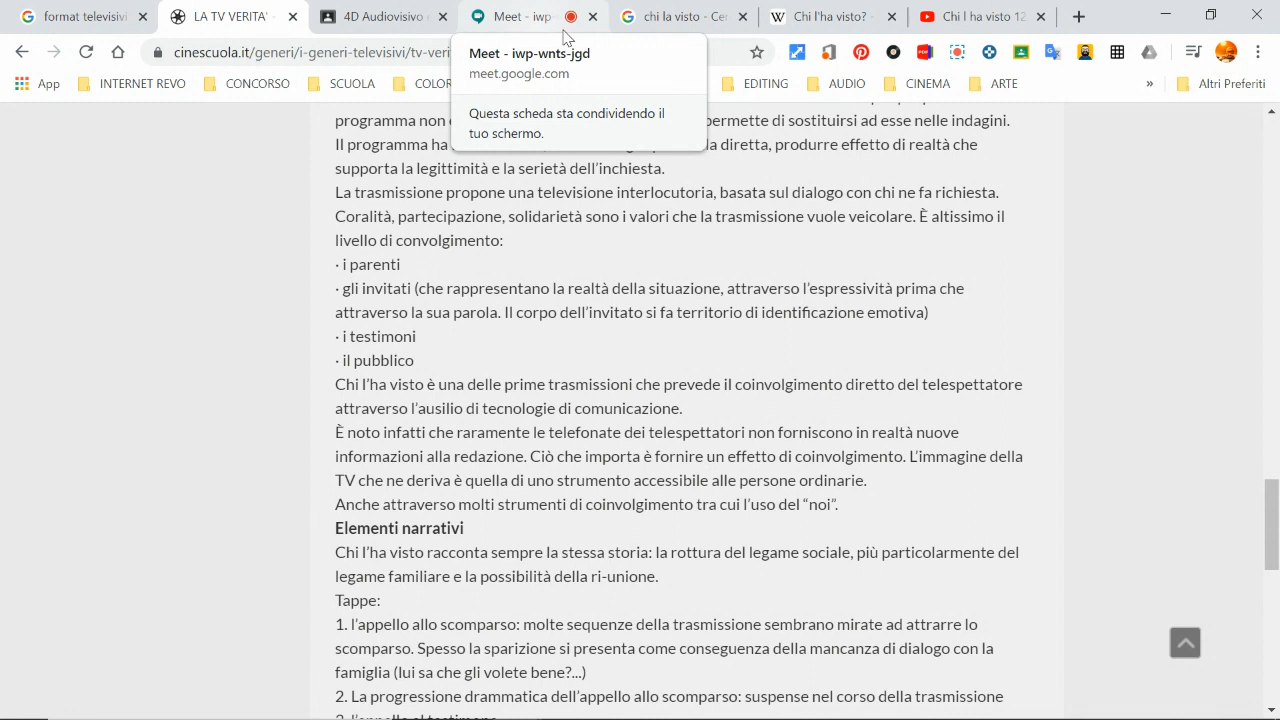 format televisivi
LA TV VERITA' -
4D Audiovisivo
Meet - iwp-
chi la visto - Cer
Chi l'ha visto? -
Chi l ha visto 12
cinescuola.it/generi/i-generi-televisivi/tv-veri
App
INTERNET REVO
CONCORSO
SCUOLA
COLOR
EDITING
AUDIO
CINEMA
ARTE
»
Altri Preferiti
Meet - iwp-wnts-jgd
meet.google.com
Questa scheda sta condividendo il
tuo schermo.
programma non permette di sostituirsi ad esse nelle indagini.
Il programma ha la diretta, produrre effetto di realtà che
supporta la legittimità e la serietà dell'inchiesta.
La trasmissione propone una televisione interlocutoria, basata sul dialogo con chi ne fa richiesta.
Coralità, partecipazione, solidarietà sono i valori che la trasmissione vuole veicolare. È altissimo il
livello di convolgimento:
· i parenti
· gli invitati (che rappresentano la realtà della situazione, attraverso l'espressività prima che
attraverso la sua parola. Il corpo dell'invitato si fa territorio di identificazione emotiva)
· i testimoni
· il pubblico
Chi l'ha visto è una delle prime trasmissioni che prevede il coinvolgimento diretto del telespettatore
attraverso l'ausilio di tecnologie di comunicazione.
È noto infatti che raramente le telefonate dei telespettatori non forniscono in realtà nuove
informazioni alla redazione. Ciò che importa è fornire un effetto di coinvolgimento. L'immagine della
TV che ne deriva è quella di uno strumento accessibile alle persone ordinarie.
Anche attraverso molti strumenti di coinvolgimento tra cui l'uso del “noi”.
Elementi narrativi
Chi l'ha visto racconta sempre la stessa storia: la rottura del legame sociale, più particolarmente del
legame familiare e la possibilità della ri-unione.
Tappe:
1. l'appello allo scomparso: molte sequenze della trasmissione sembrano mirate ad attrarre lo
scomparso. Spesso la sparizione si presenta come conseguenza della mancanza di dialogo con la
famiglia (lui sa che gli volete bene?...)
2. La progressione drammatica dell'appello allo scomparso: suspense nel corso della trasmissione
3. l'appello al testimone